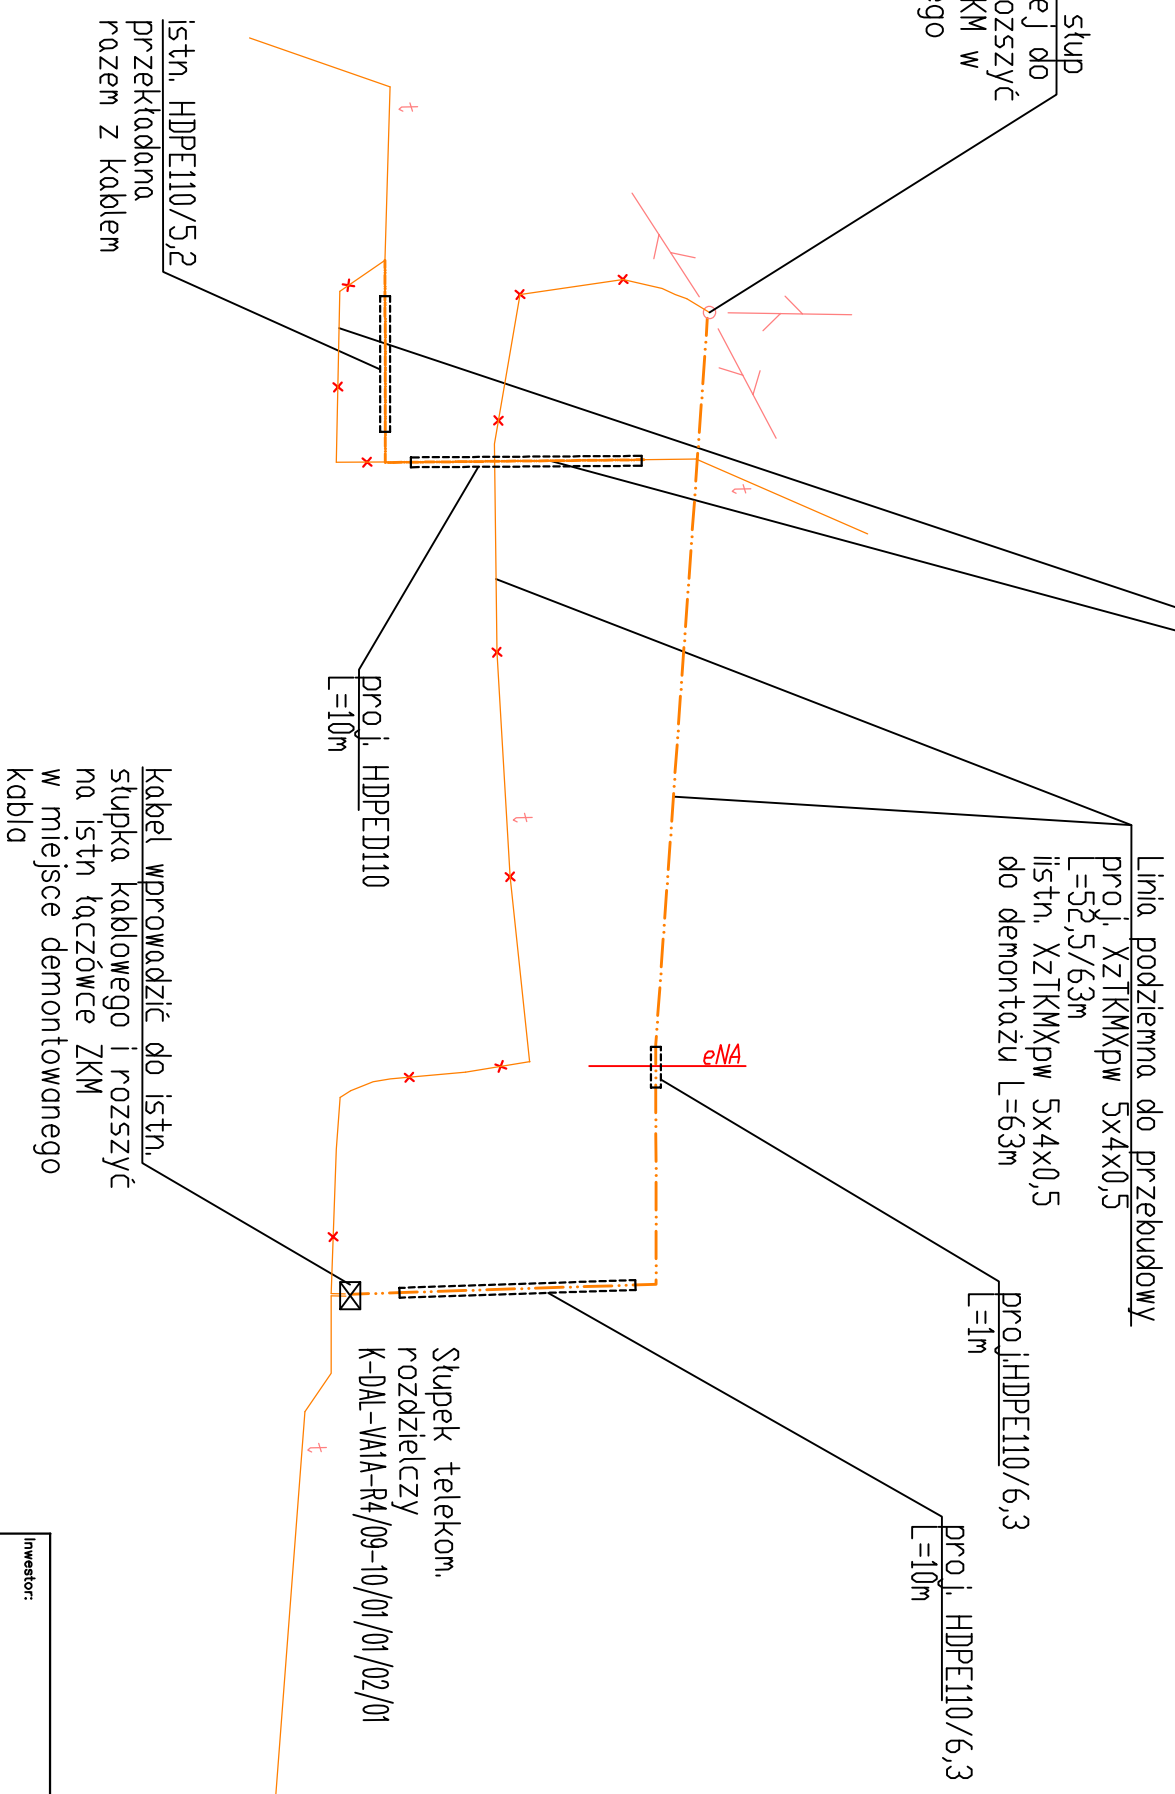 słup
ej do
ozszyć
KM w
ego
istn. HDPE110/5,2
przekładana
razem z kablem
t
t
proj. HDPED110
L=10m
t
Linia podziemna do przebudowy
proj. XzTKMXpw 5x4x0,5
L=52,5/63m
iistn. XzTKMXpw 5x4x0,5
do demontażu L=63m
eNA
kabel wprowadzić do istn.
słupka kablowego i rozszyć
na istn łączówce ZKM
w miejsce demontowanego
kabla
proj.HDPE110/6,3
L=1m
proj. HDPE110/6,3
L=10m
Słupek telekom.
rozdzielczy
K-DAL-VA1A-R4/09-10/01/01/02/01
t
Inwestor: